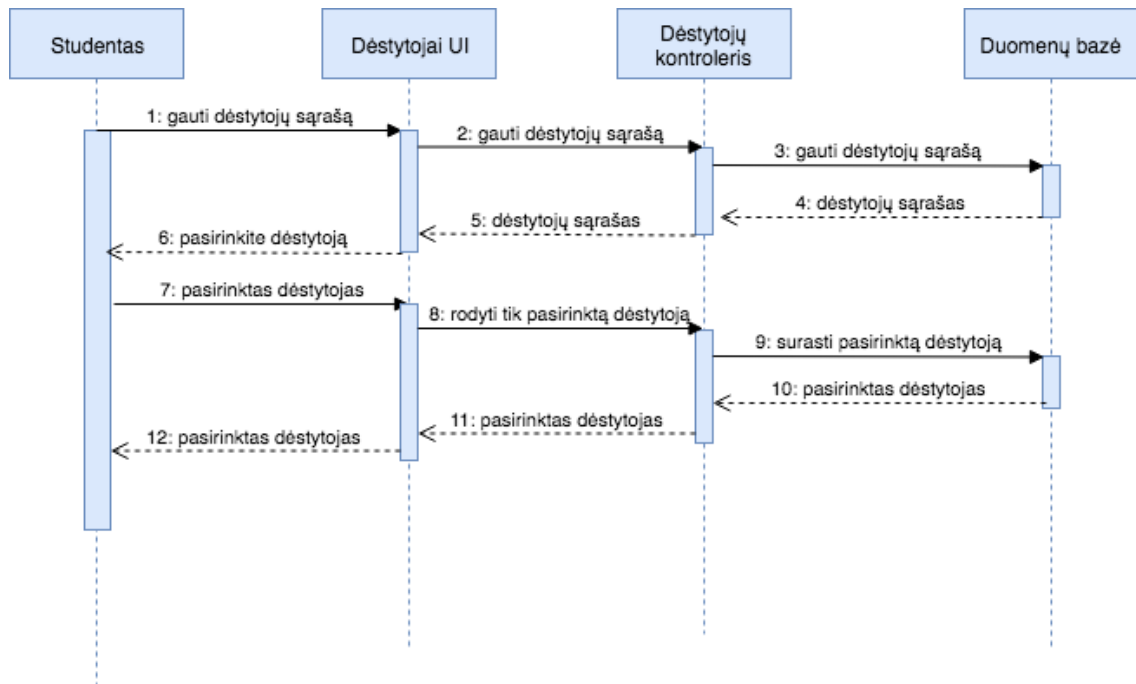 Studentas
Dėstytojai UI
Dėstytojų
kontroleris
Duomenų bazė
1: gauti dėstytojų sąrašą
2: gauti dėstytojų sąrašą
3: gauti dėstytojų sąrašą
4: dėstytojų sąrašas
5: dėstytojų sąrašas
6: pasirinkite dėstytoją
7: pasirinktas dėstytojas
8: rodyti tik pasirinktą dėstytoją
9: surasti pasirinktą dėstytoją
10: pasirinktas dėstytojas
11: pasirinktas dėstytojas
12: pasirinktas dėstytojas